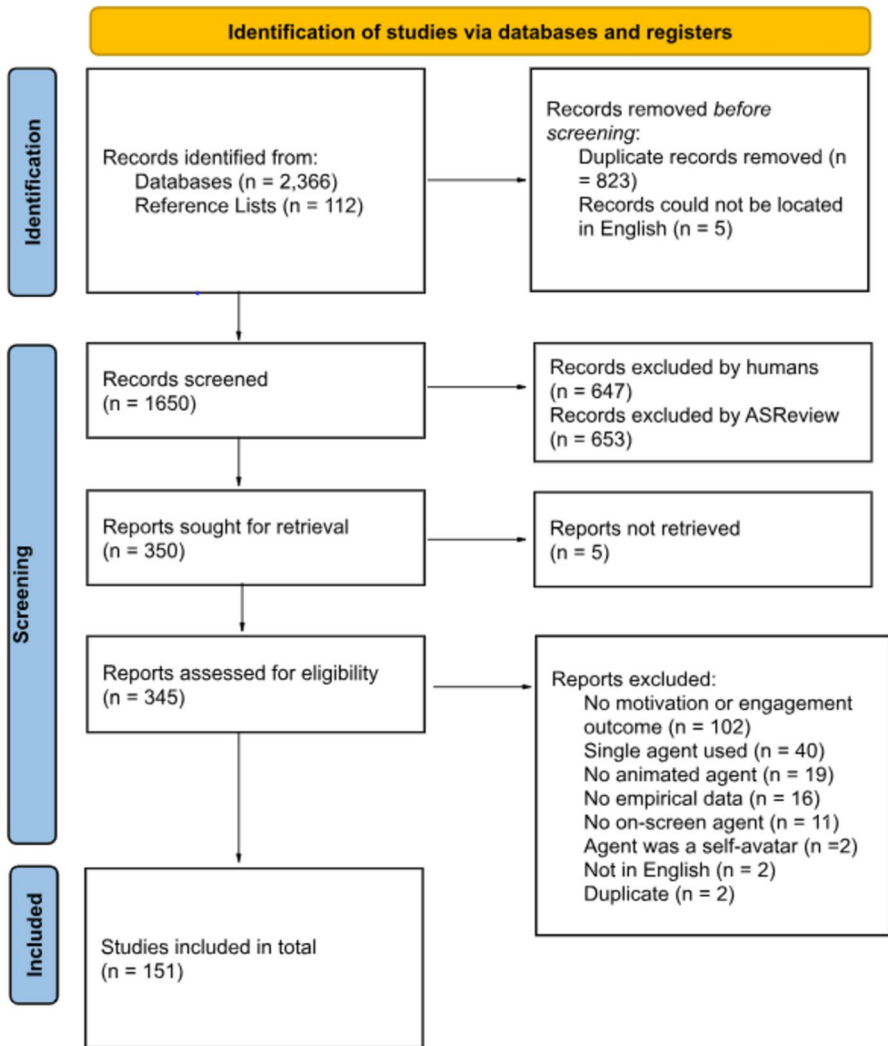 Identification of studies via databases and registers
Identification
Records identified from:
Databases (n = 2,366)
Reference Lists (n = 112)
Records removed before
screening:
Duplicate records removed (n
= 823)
Records could not be located
in English (n = 5)
Screening
Records screened
(n = 1650)
Records excluded by humans
(n = 647)
Records excluded by ASReview
(n = 653)
Reports sought for retrieval
(n = 350)
Reports not retrieved
(n = 5)
Reports assessed for eligibility
(n = 345)
Reports excluded:
No motivation or engagement
outcome (n = 102)
Single agent used (n = 40)
No animated agent (n = 19)
No empirical data (n = 16)
No on-screen agent (n = 11)
Agent was a self-avatar (n =2)
Not in English (n = 2)
Duplicate (n = 2)
Included
Studies included in total
(n = 151)